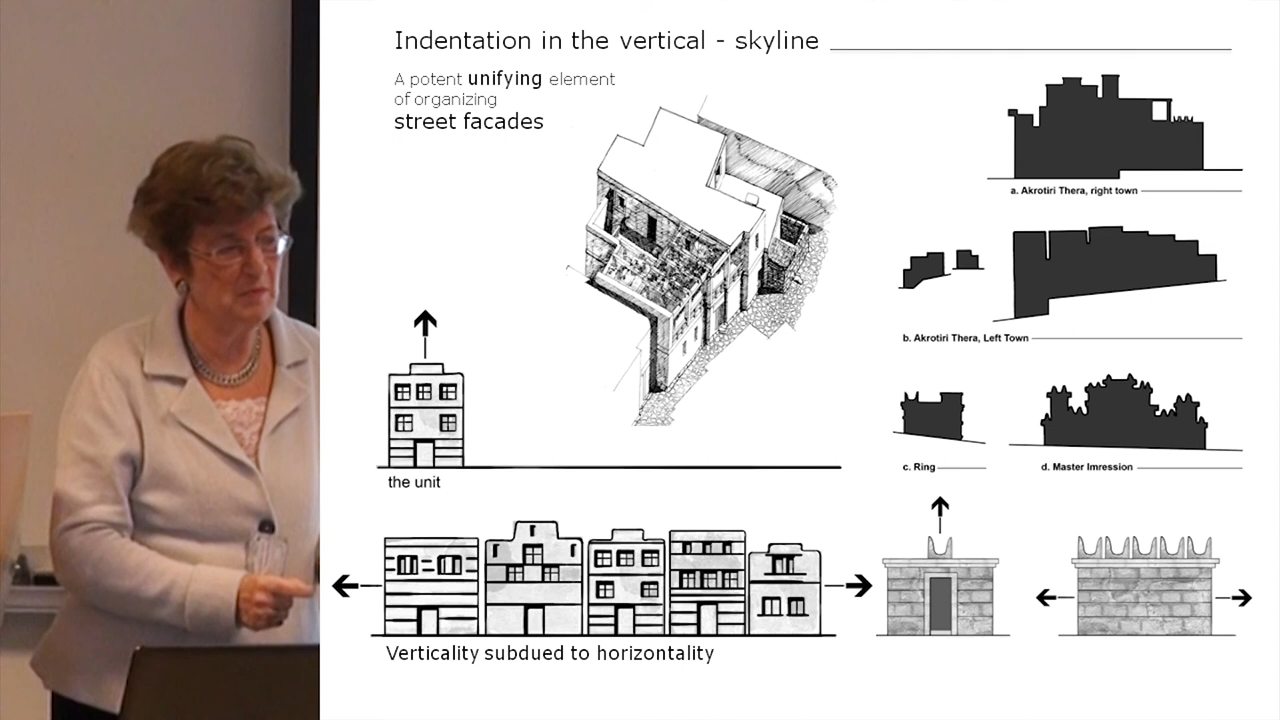 Indentation in the vertical - skyline
A potent unifying element
of organizing
street facades
a. Akrotiri Thera, right town
b. Akrotiri Thera, Left Town
c. Ring
d. Master Imression
the unit
Verticality subdued to horizontality